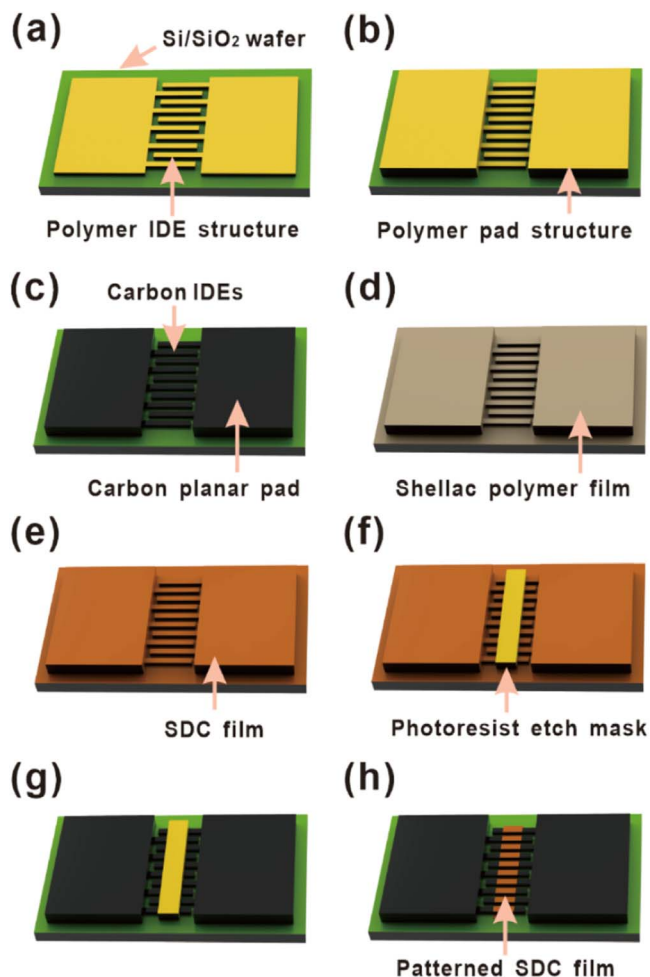 (a)
Si/SiO₂ wafer
Polymer IDE structure
(b)
Polymer pad structure
(c)
Carbon IDEs
Carbon planar pad
(d)
Shellac polymer film
(e)
SDC film
(f)
Photoresist etch mask
(g)
(h)
Patterned SDC film